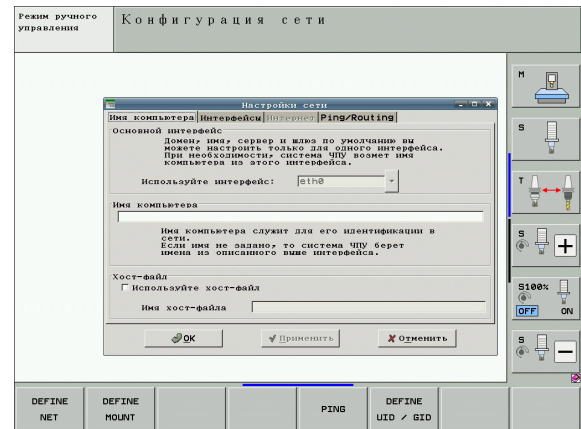 Режим ручного
управления
Конфигурация сети
Настройки сети
Имя компьютера Интерфейсы Интернет Ping/Routing
Основной интерфейс
Домен, имя, сервер и шлюз по умолчанию вы
можете настроить только для одного интерфейса.
При необходимости, система ЧПУ возмет имя
компьютера из этого интерфейса.
Используйте интерфейс: eth0
Имя компьютера
Имя компьютера служит для его идентификации в
сети.
Если имя не задано, то система ЧПУ берет
имена из описанного выше интерфейса.
Хост-файл
Используйте хост-файл
Имя хост-файла
OK Применить Отменить
M
S
T
S
S100%
OFF ON
S
DEFINE
NET
DEFINE
MOUNT
PING
DEFINE
UID / GID